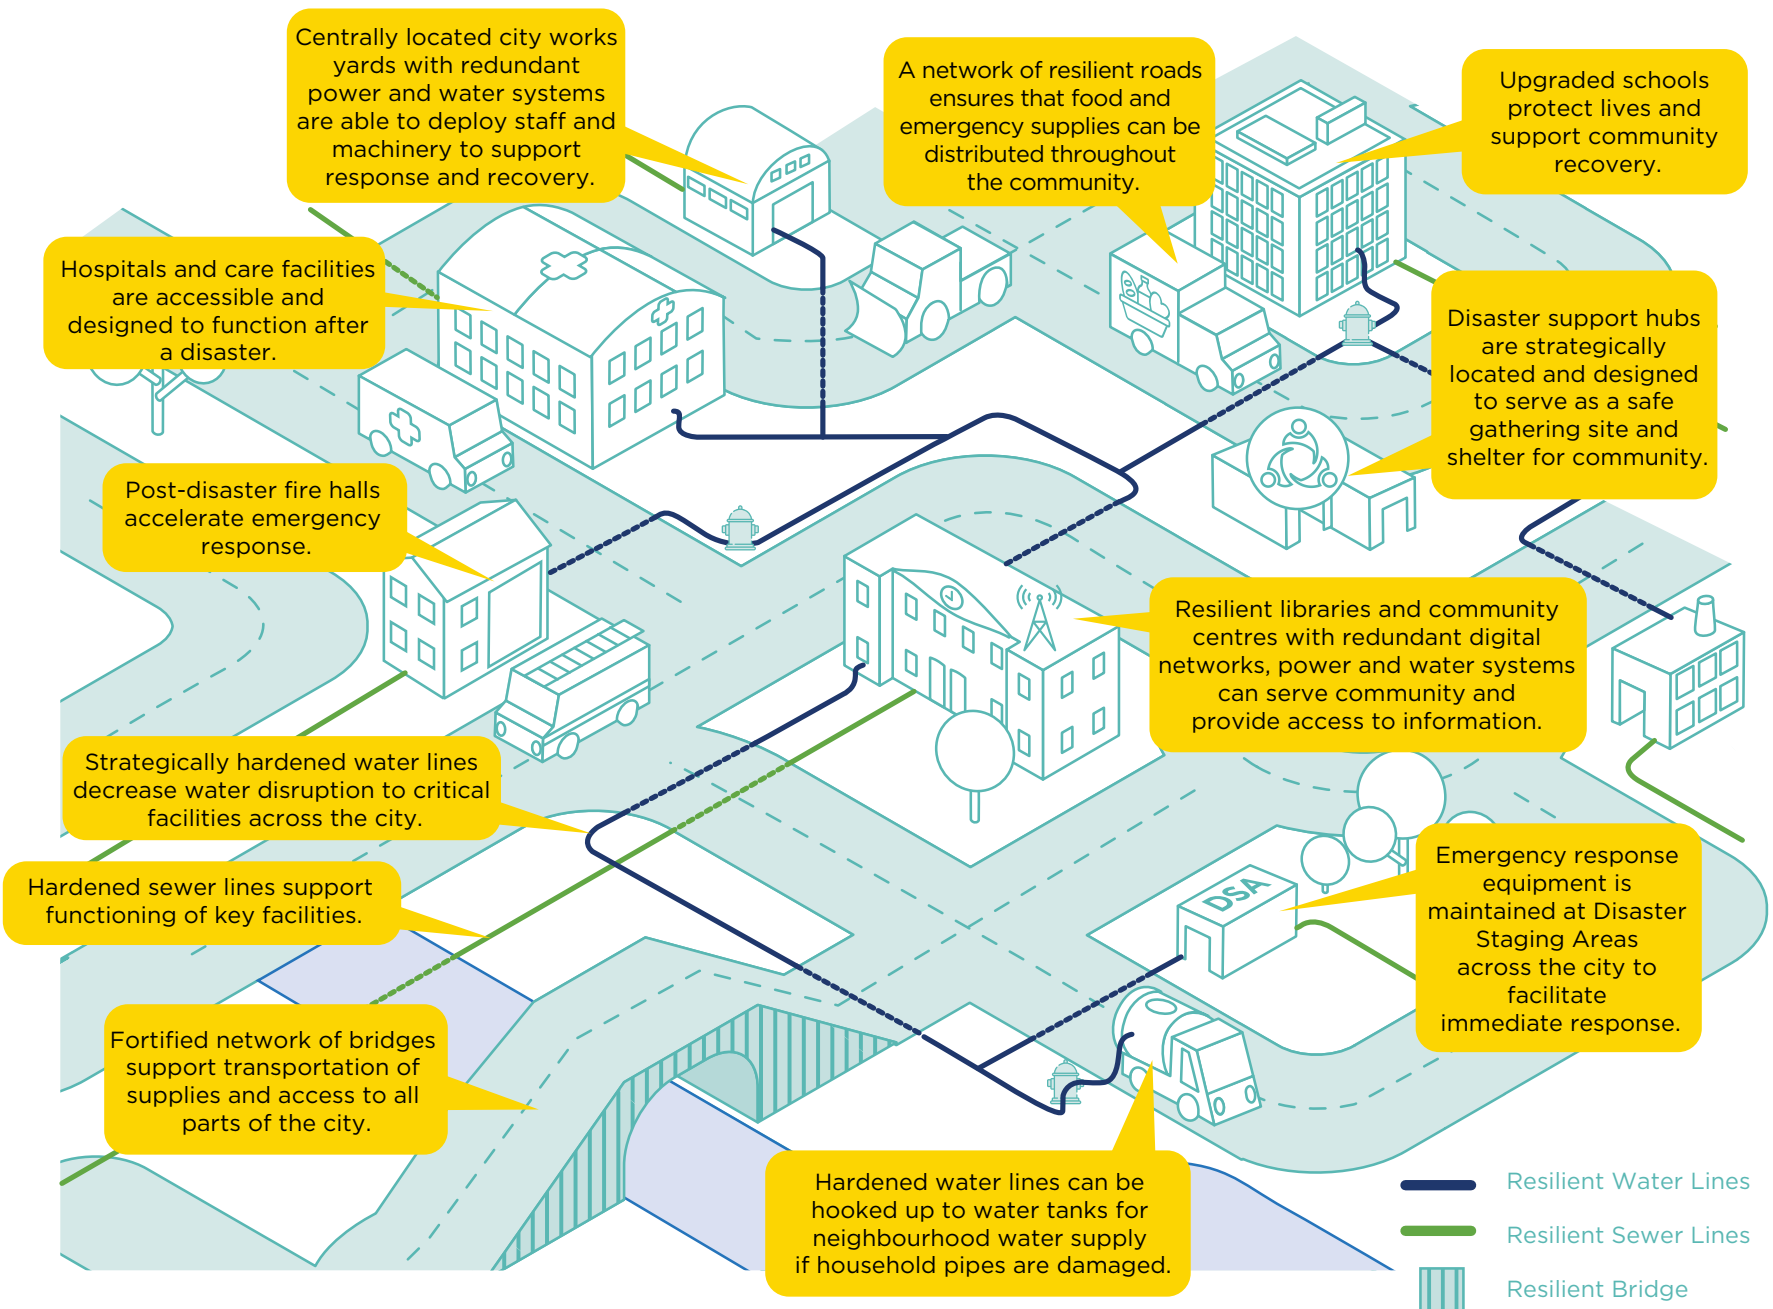 Centrally located city works
yards with redundant
power and water systems
are able to deploy staff and
machinery to support
response and recovery.
A network of resilient roads
ensures that food and
emergency supplies can be
distributed throughout
the community.
Upgraded schools
protect lives and
support community
recovery.
Hospitals and care facilities
are accessible and
designed to function after
a disaster.
Disaster support hubs
are strategically
located and designed
to serve as a safe
gathering site and
shelter for community.
Post-disaster fire halls
accelerate emergency
response.
Resilient libraries and community
centres with redundant digital
networks, power and water systems
can serve community and
provide access to information.
Strategically hardened water lines
decrease water disruption to critical
facilities across the city.
Hardened sewer lines support
functioning of key facilities.
DSA
Emergency response
equipment is
maintained at Disaster
Staging Areas
across the city to
facilitate
immediate response.
Fortified network of bridges
support transportation of
supplies and access to all
parts of the city.
Hardened water lines can be
hooked up to water tanks for
neighbourhood water supply
if household pipes are damaged.
Resilient Water Lines
Resilient Sewer Lines
Resilient Bridge